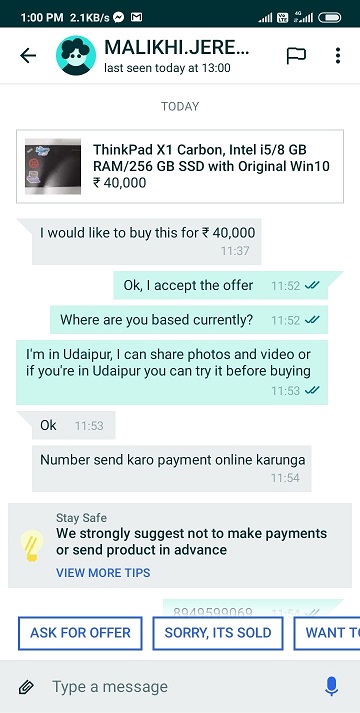 1:00 PM 2.1KB/s
MALIKHI.JERE...
last seen today at 13:00
TODAY
ThinkPad X1 Carbon, Intel i5/8 GB
RAM/256 GB SSD with Original Win10
₹ 40,000
I would like to buy this for ₹ 40,000
11:37
Ok, I accept the offer 11:52
Where are you based currently? 11:52
I'm in Udaipur, I can share photos and video or
if you're in Udaipur you can try it before buying
11:53
Ok 11:53
Number send karo payment online karunga
11:54
Stay Safe
We strongly suggest not to make payments
or send product in advance
VIEW MORE TIPS
8949599069 11:54
ASK FOR OFFER
SORRY, ITS SOLD
WANT TO
Type a message